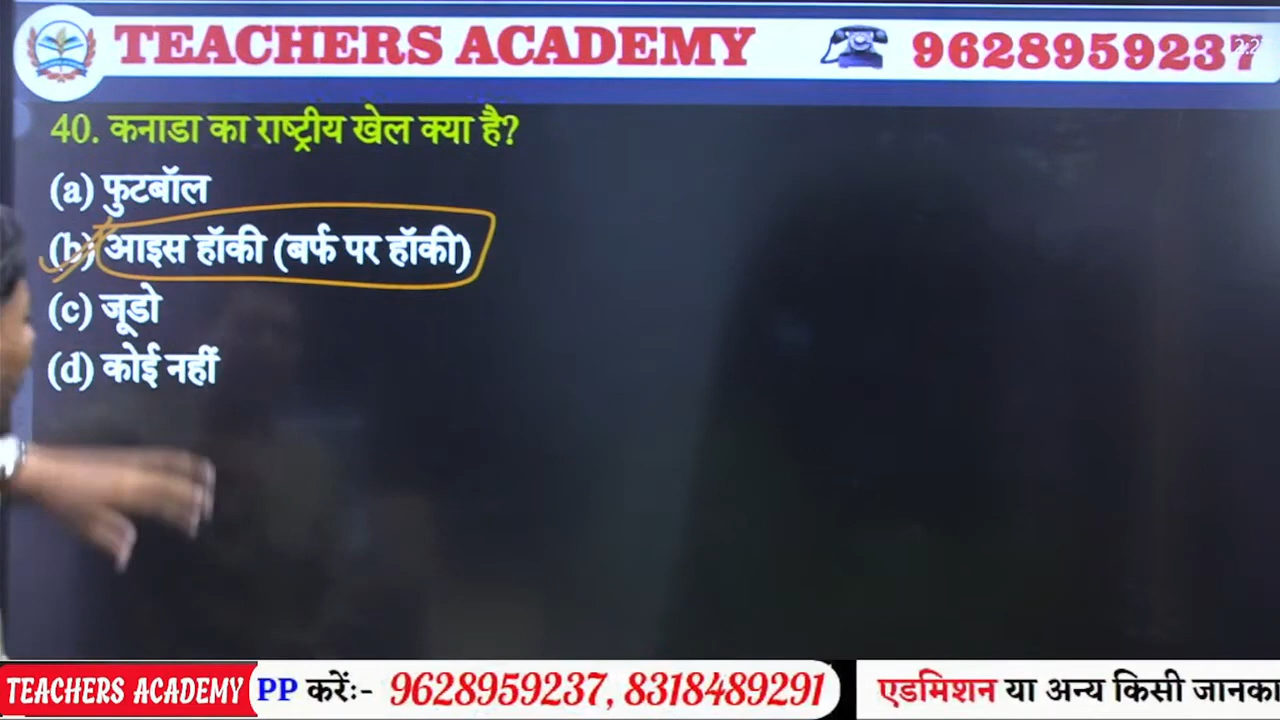 TEACHERS ACADEMY 9628959237
40. कनाडा का राष्ट्रीय खेल क्या है?
(a) फुटबॉल
(b) आइस हॉकी (बर्फ पर हॉकी)
(c) जूडो
(d) कोई नहीं
TEACHERS ACADEMY PP करेंः- 9628959237, 8318489291 एडमिशन या अन्य किसी